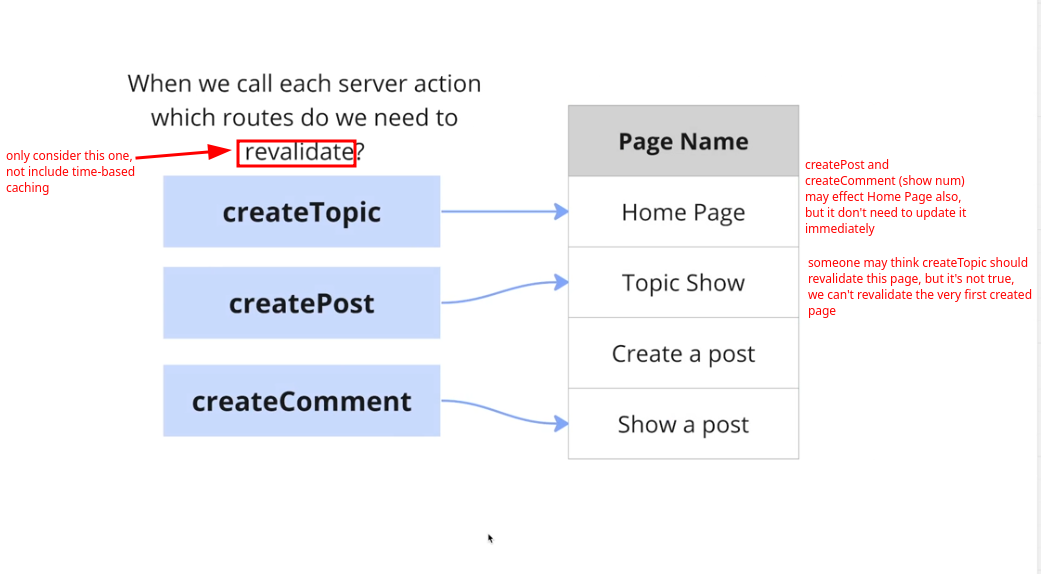 When we call each server action
which routes do we need to
revalidate?
only consider this one,
not include time-based
caching
createTopic
createPost
createComment
Page Name
Home Page
Topic Show
Create a post
Show a post
createPost and
createComment (show num)
may effect Home Page also,
but it don't need to update it
immediately
someone may think createTopic should
revalidate this page, but it's not true,
we can't revalidate the very first created
page